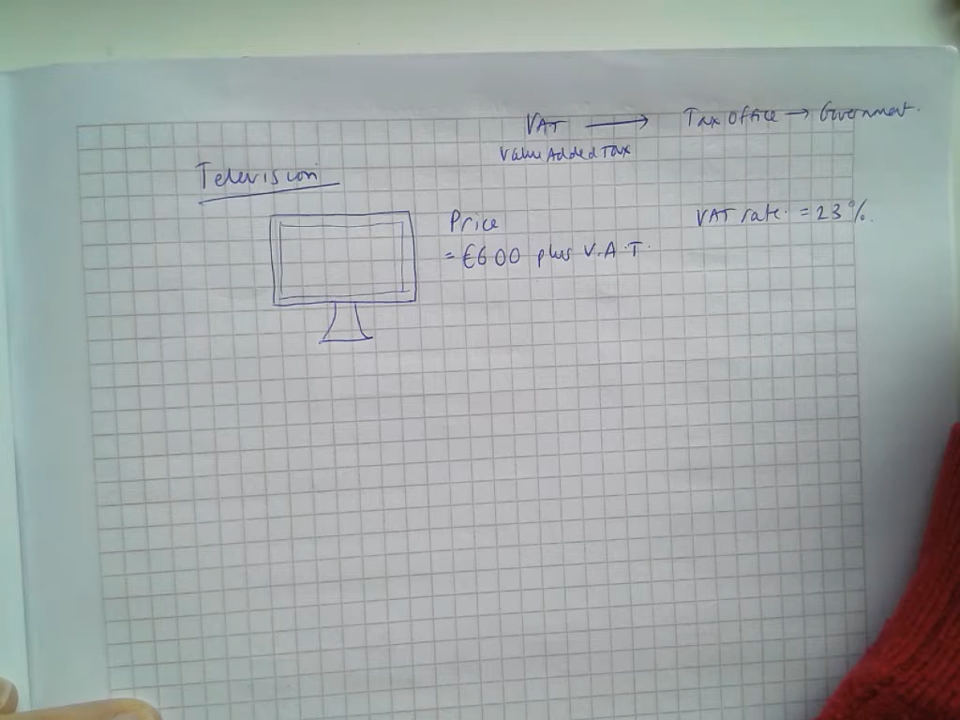 VAT → Tax Office → Government.
Value Added Tax
Television
Price
= €600 plus V.A.T.
VAT rate = 23%.